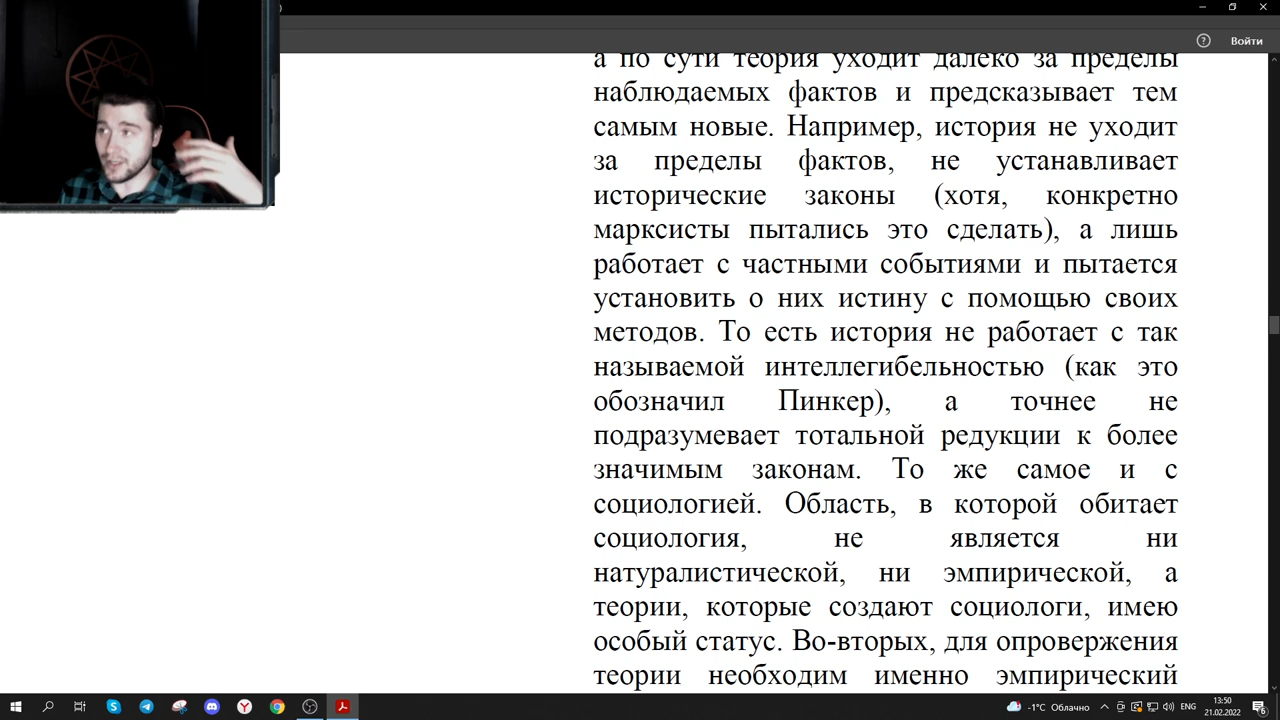 Войти
а по сути теория уходит далеко за пределы
наблюдаемых фактов и предсказывает тем
самым новые. Например, история не уходит
за пределы фактов, не устанавливает
исторические законы (хотя, конкретно
марксисты пытались это сделать), а лишь
работает с частными событиями и пытается
установить о них истину с помощью своих
методов. То есть история не работает с так
называемой интеллегибельностью (как это
обозначил Пинкер), а точнее не
подразумевает тотальной редукции к более
значимым законам. То же самое и с
социологией. Область, в которой обитает
социология, не является ни
натуралистической, ни эмпирической, а
теории, которые создают социологи, имею
особый статус. Во-вторых, для опровержения
теории необходим именно эмпирический
-1°C Облачно
ENG
13:50
21.02.2022
6